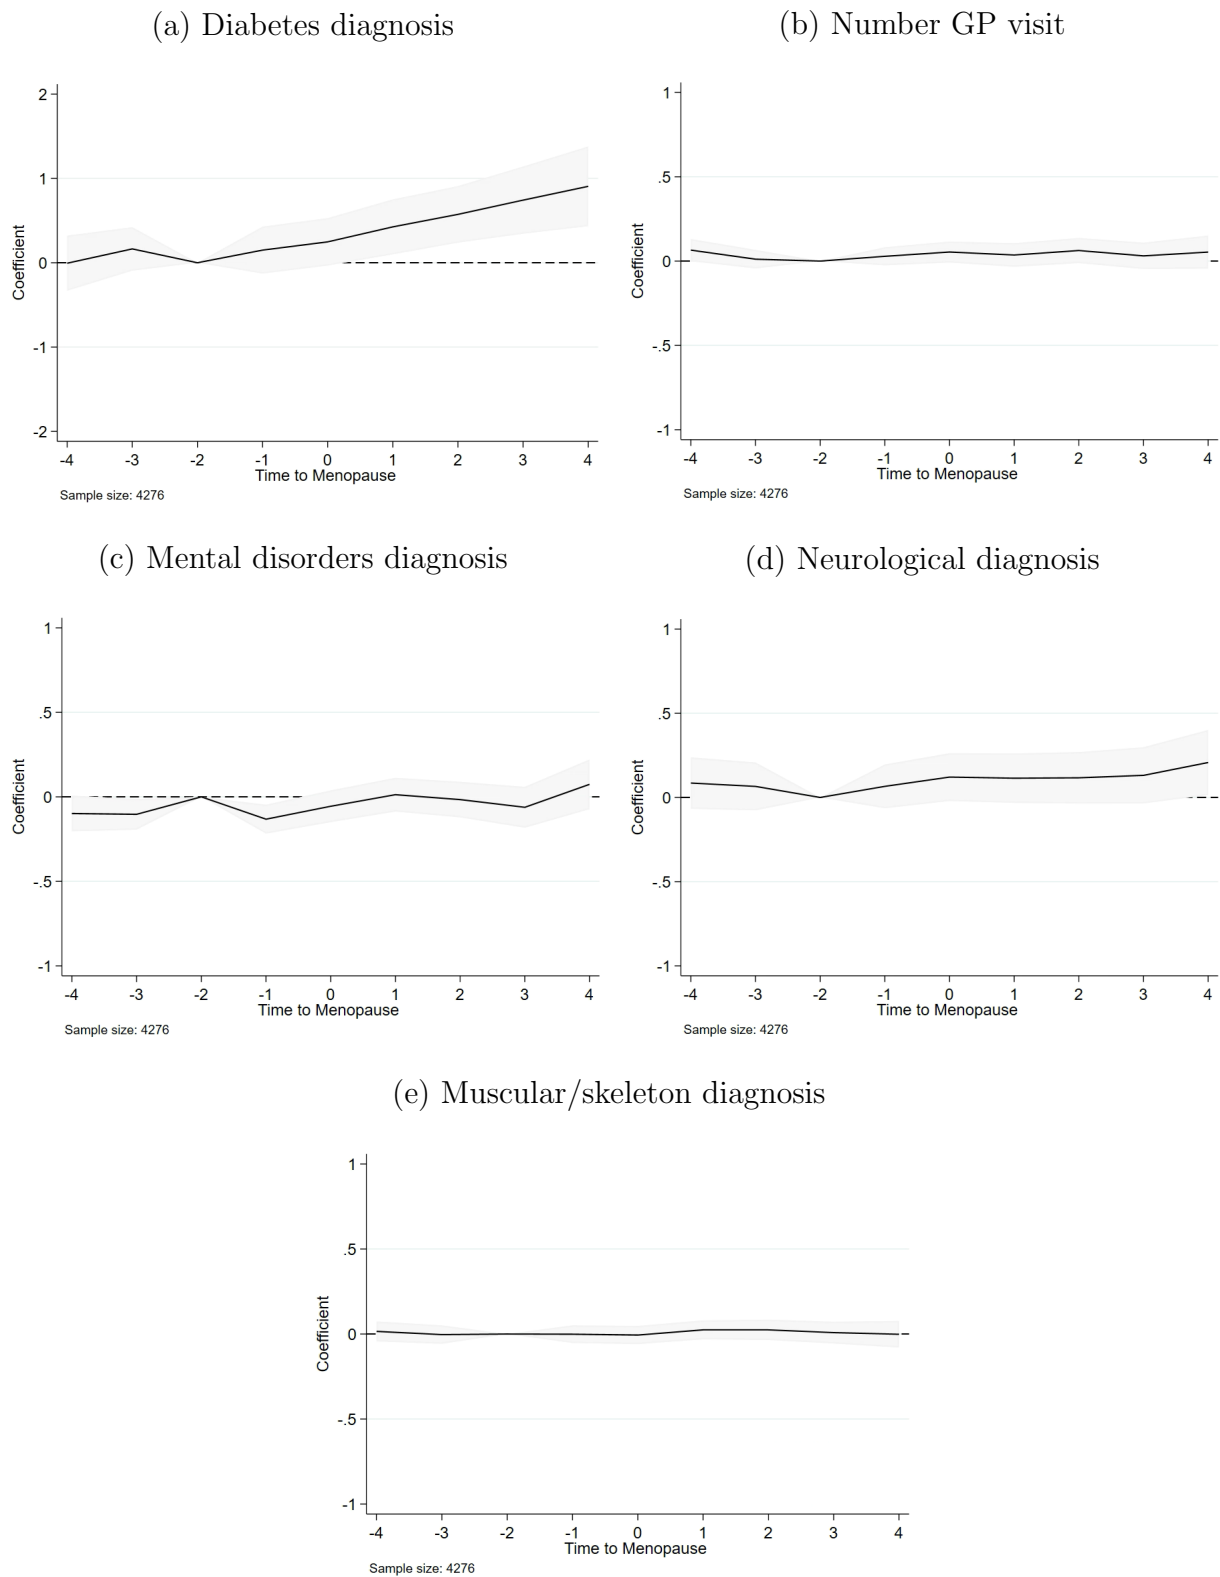 (a) Diabetes diagnosis
2
1
0
-1
-2
Coefficient
-4 -3 -2 -1 0 1 2 3 4
Time to Menopause
Sample size: 4276
(b) Number GP visit
1
.5
0
-.5
-1
Coefficient
-4 -3 -2 -1 0 1 2 3 4
Time to Menopause
Sample size: 4276
(c) Mental disorders diagnosis
1
.5
0
-.5
-1
Coefficient
-4 -3 -2 -1 0 1 2 3 4
Time to Menopause
Sample size: 4276
(d) Neurological diagnosis
1
.5
0
-.5
-1
Coefficient
-4 -3 -2 -1 0 1 2 3 4
Time to Menopause
Sample size: 4276
(e) Muscular/skeleton diagnosis
1
.5
0
-.5
-1
Coefficient
-4 -3 -2 -1 0 1 2 3 4
Time to Menopause
Sample size: 4276